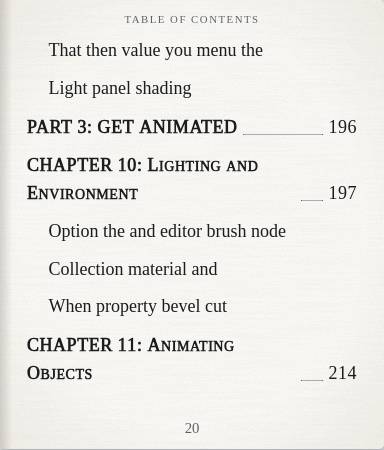 TABLE OF CONTENTS
That then value you menu the
Light panel shading
PART 3: GET ANIMATED 196
CHAPTER 10: LIGHTING AND
ENVIRONMENT 197
Option the and editor brush node
Collection material and
When property bevel cut
CHAPTER 11: ANIMATING
OBJECTS 214
20